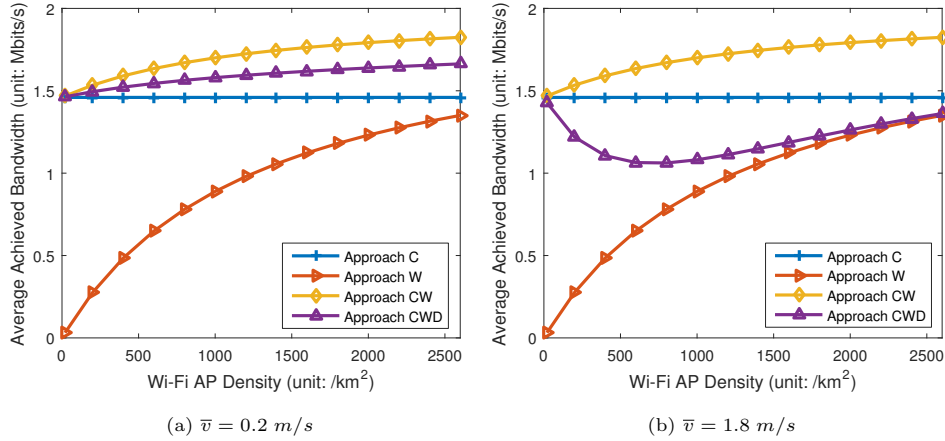 Average Achieved Bandwidth (unit: Mbits/s)
2
1.5
1
0.5
0
0 500 1000 1500 2000 2500
Wi-Fi AP Density (unit: /km²)
Approach C
Approach W
Approach CW
Approach CWD
(a) v̅ = 0.2 m/s
Average Achieved Bandwidth (unit: Mbits/s)
2
1.5
1
0.5
0
0 500 1000 1500 2000 2500
Wi-Fi AP Density (unit: /km²)
Approach C
Approach W
Approach CW
Approach CWD
(b) v̅ = 1.8 m/s